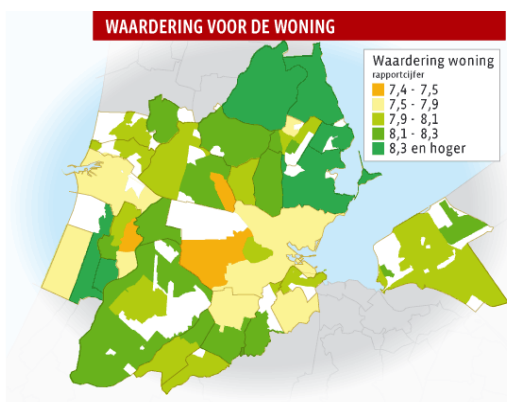 WAARDERING VOOR DE WONING
Waardering woning
rapportcijfer
7,4 - 7,5
7,5 - 7,9
7,9 - 8,1
8,1 - 8,3
8,3 en hoger